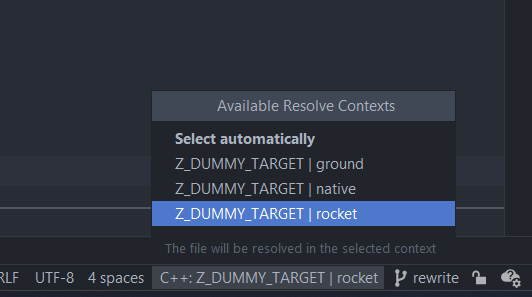 Available Resolve Contexts
Select automatically
Z_DUMMY_TARGET | ground
Z_DUMMY_TARGET | native
Z_DUMMY_TARGET | rocket
The file will be resolved in the selected context
RLF UTF-8 4 spaces C++: Z_DUMMY_TARGET | rocket rewrite